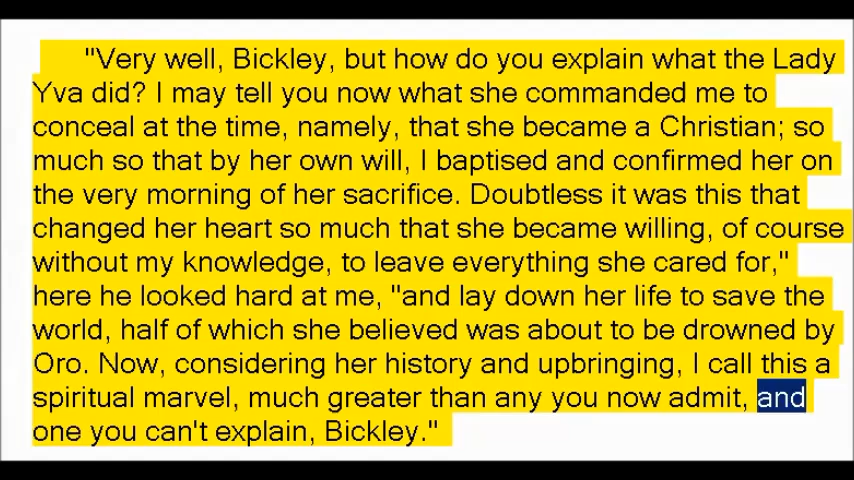 "Very well, Bickley, but how do you explain what the Lady
Yva did? I may tell you now what she commanded me to
conceal at the time, namely, that she became a Christian; so
much so that by her own will, I baptised and confirmed her on
the very morning of her sacrifice. Doubtless it was this that
changed her heart so much that she became willing, of course
without my knowledge, to leave everything she cared for,"
here he looked hard at me, "and lay down her life to save the
world, half of which she believed was about to be drowned by
Oro. Now, considering her history and upbringing, I call this a
spiritual marvel, much greater than any you now admit, and
one you can't explain, Bickley."